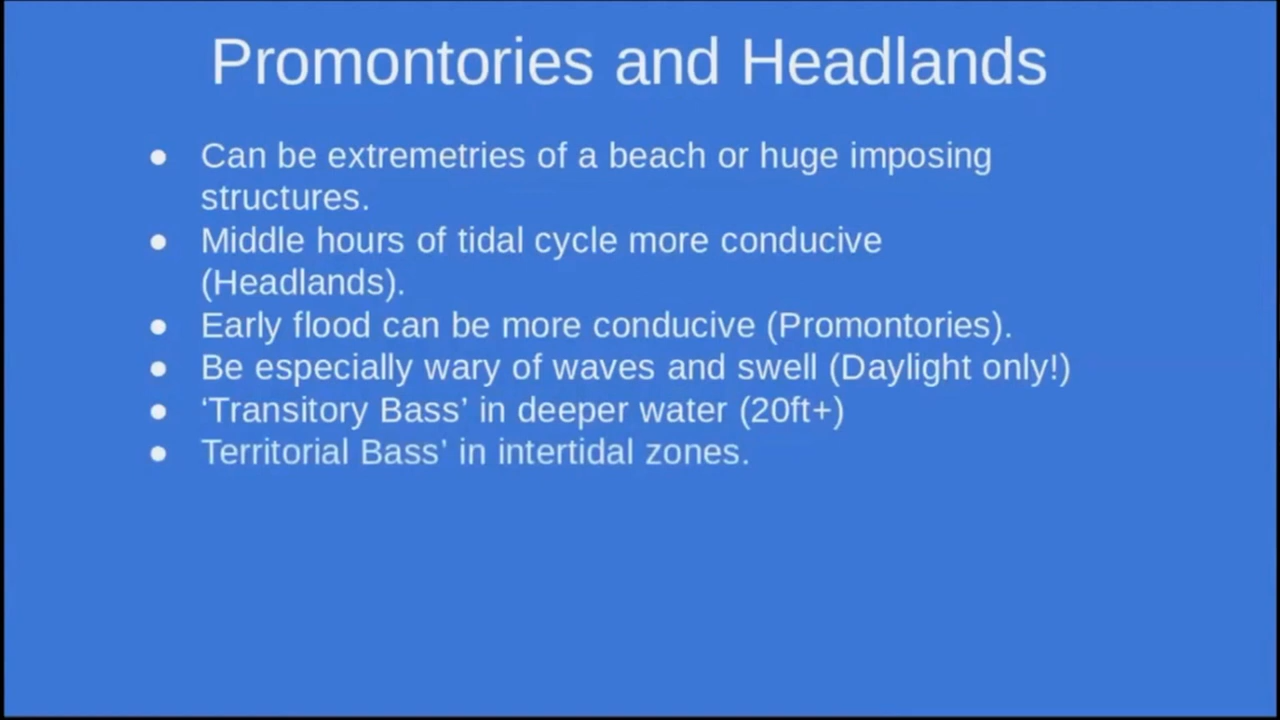 Promontories and Headlands
● Can be extremetries of a beach or huge imposing
structures.
● Middle hours of tidal cycle more conducive
(Headlands).
● Early flood can be more conducive (Promontories).
● Be especially wary of waves and swell (Daylight only!)
● ‘Transitory Bass’ in deeper water (20ft+)
● Territorial Bass’ in intertidal zones.